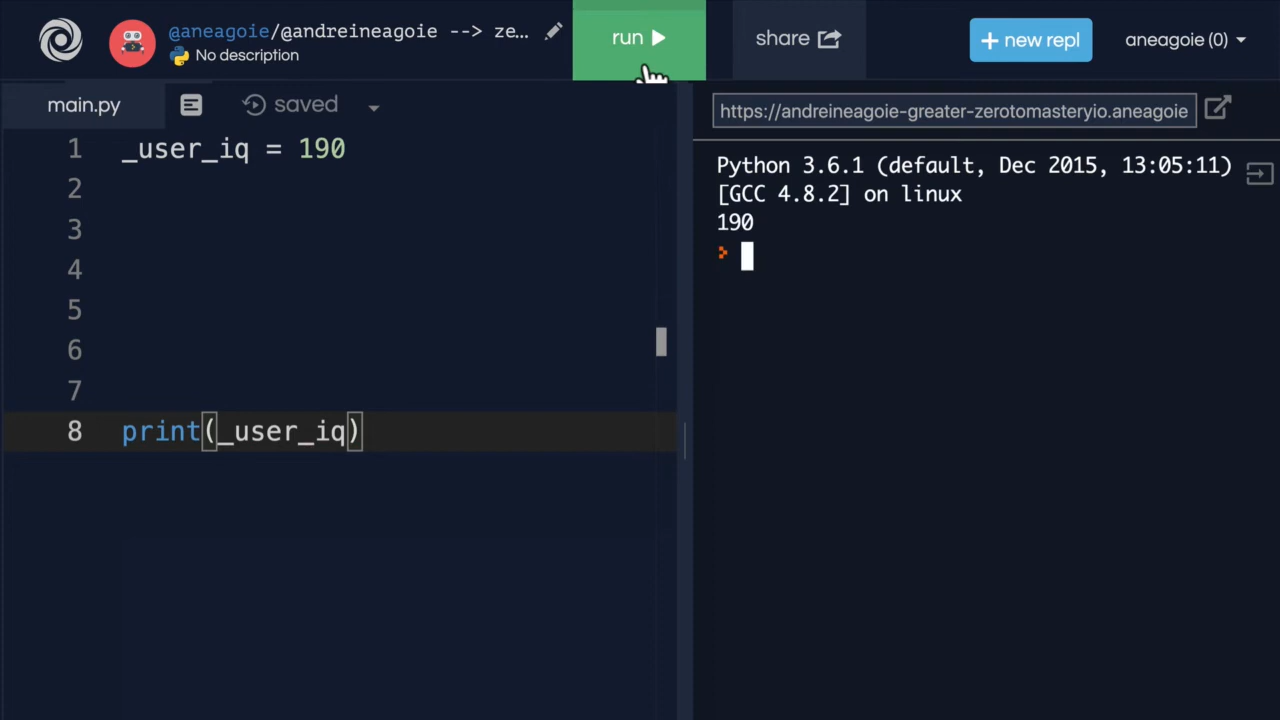 @aneagoie/@andreineagoie --> ze...
No description
run
share
+ new repl
aneagoie (0)
main.py
saved
https://andreineagoie-greater-zerotomasteryio.aneagoie
1 _user_iq = 190
2
3
4
5
6
7
8 print(_user_iq)
Python 3.6.1 (default, Dec 2015, 13:05:11)
[GCC 4.8.2] on linux
190